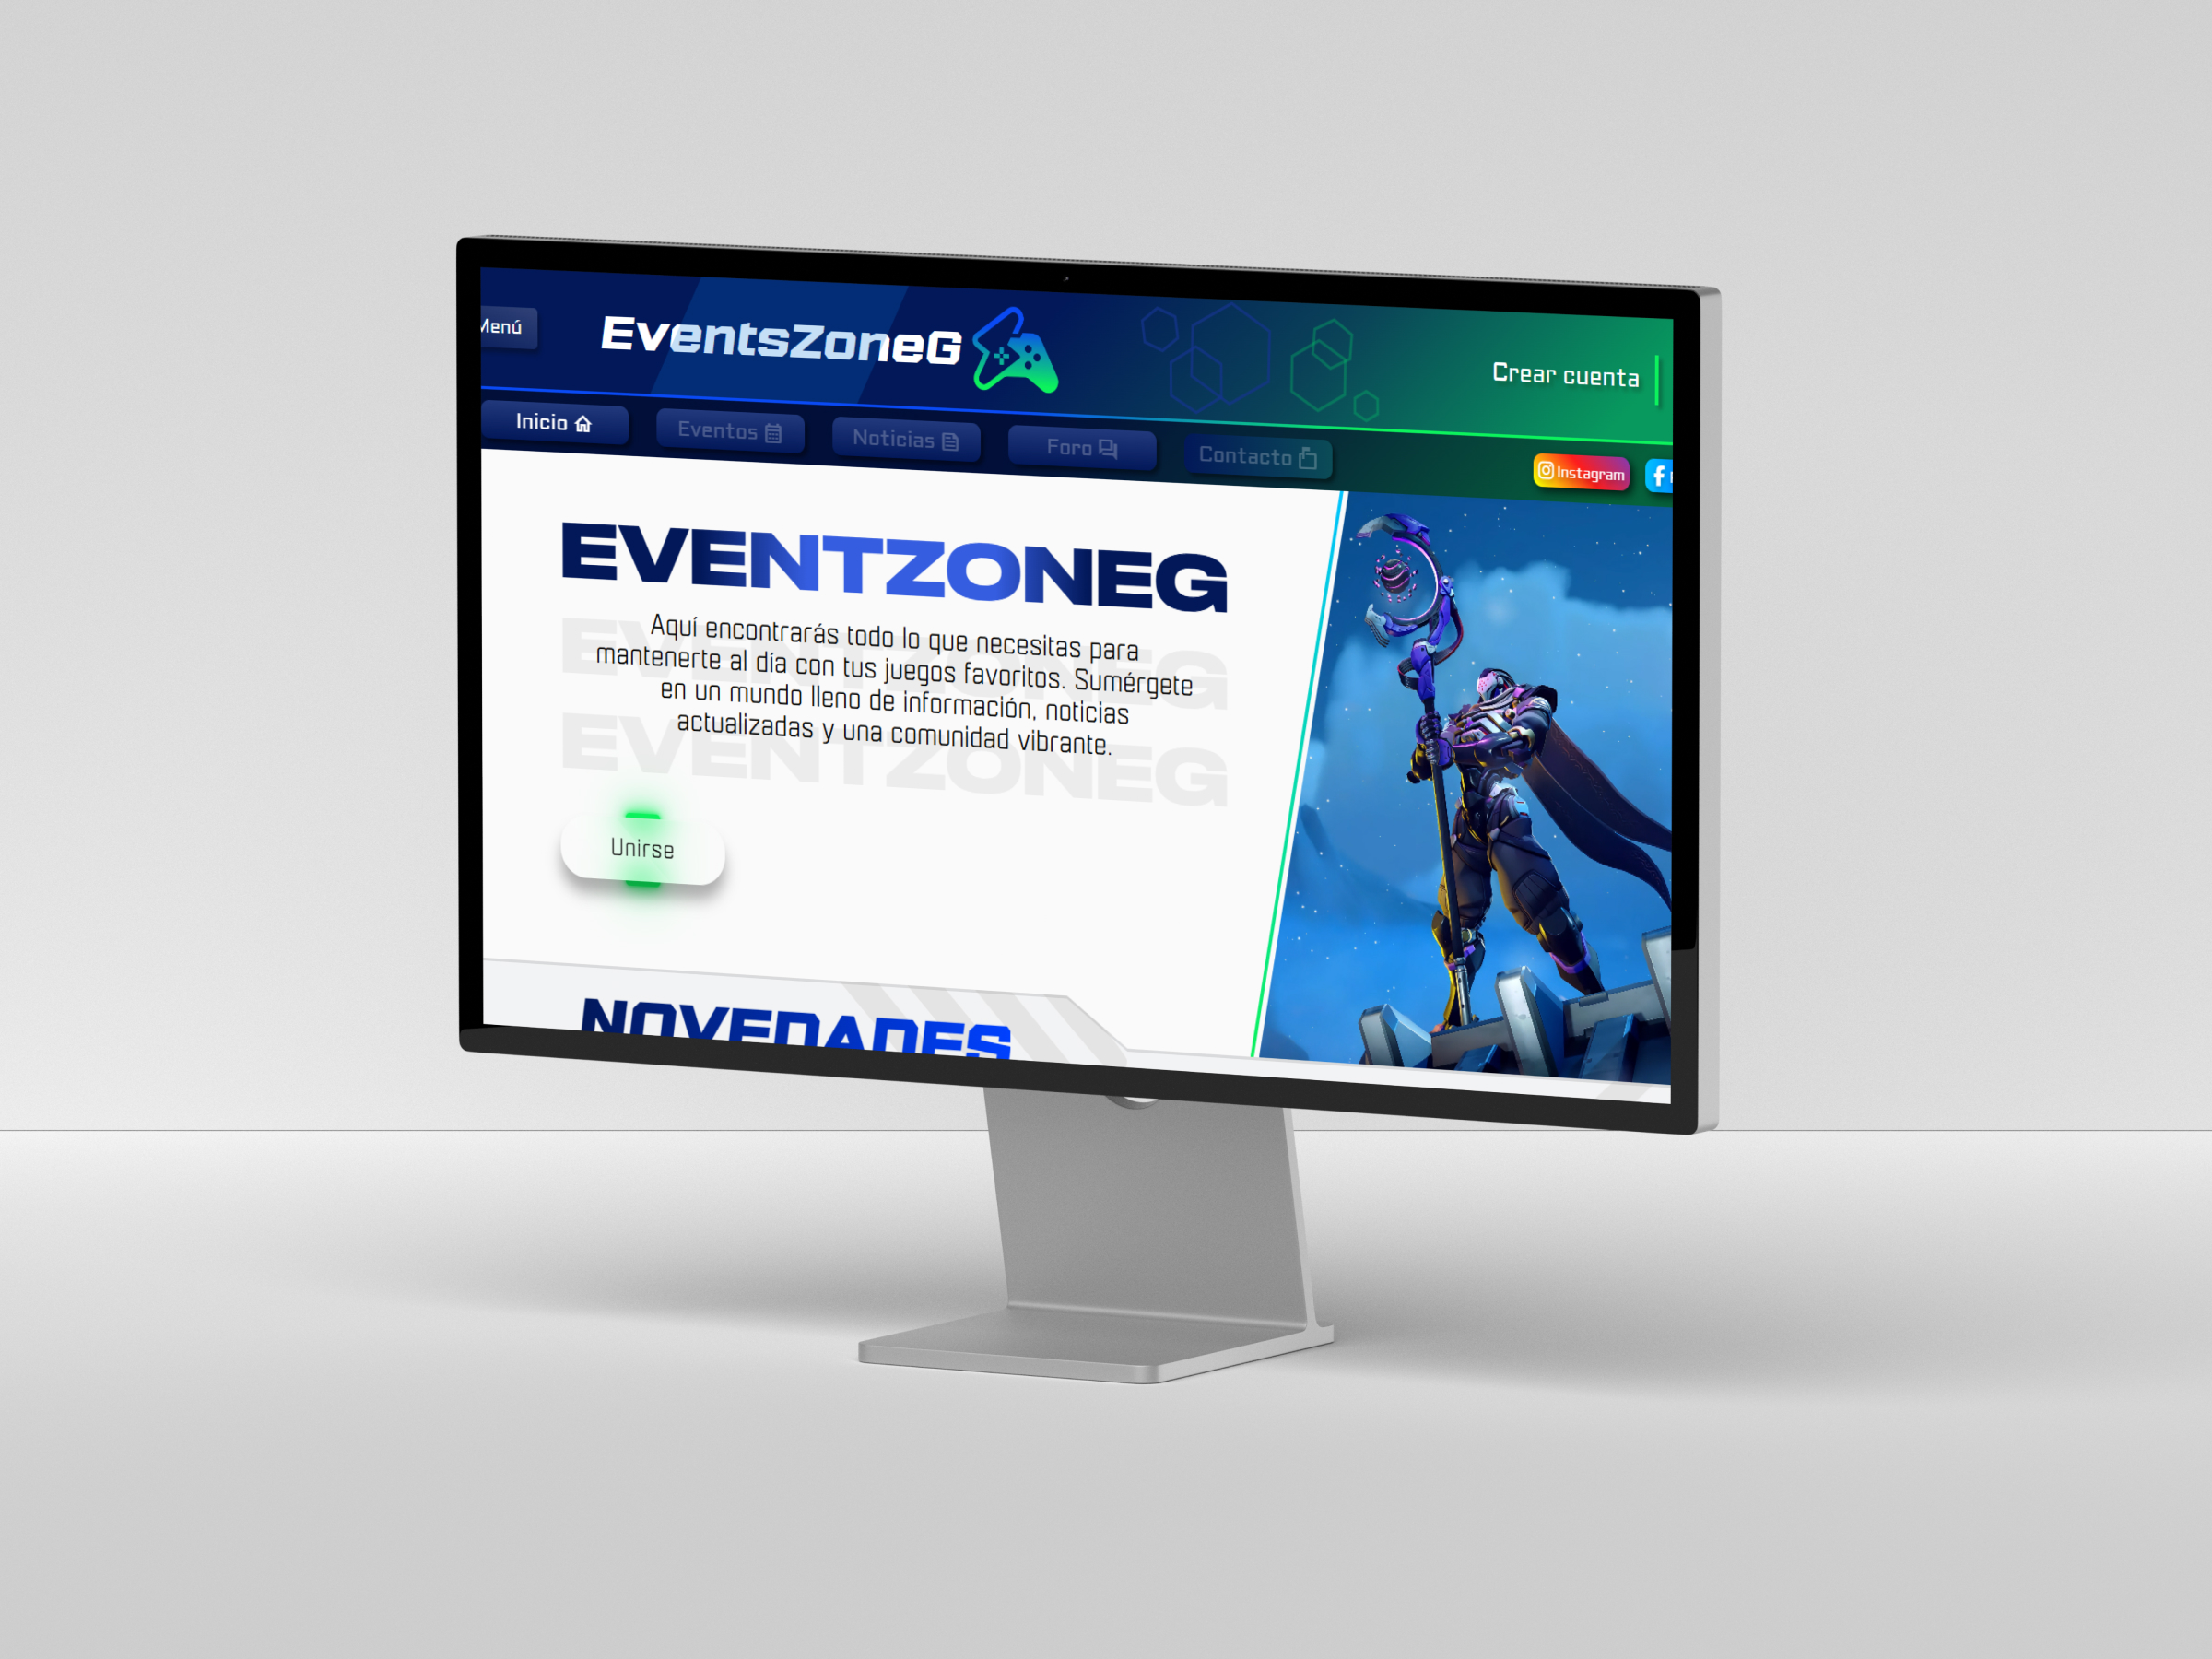 Menú
EventsZoneG
Crear cuenta
Inicio
Eventos
Noticias
Foro
Contacto
Instagram
EVENTZONEG
EVENTZONEG
EVENTZONEG
Aquí encontrarás todo lo que necesitas para
mantenerte al día con tus juegos favoritos. Sumérgete
en un mundo lleno de información, noticias
actualizadas y una comunidad vibrante.
Unirse
NOVEDADES